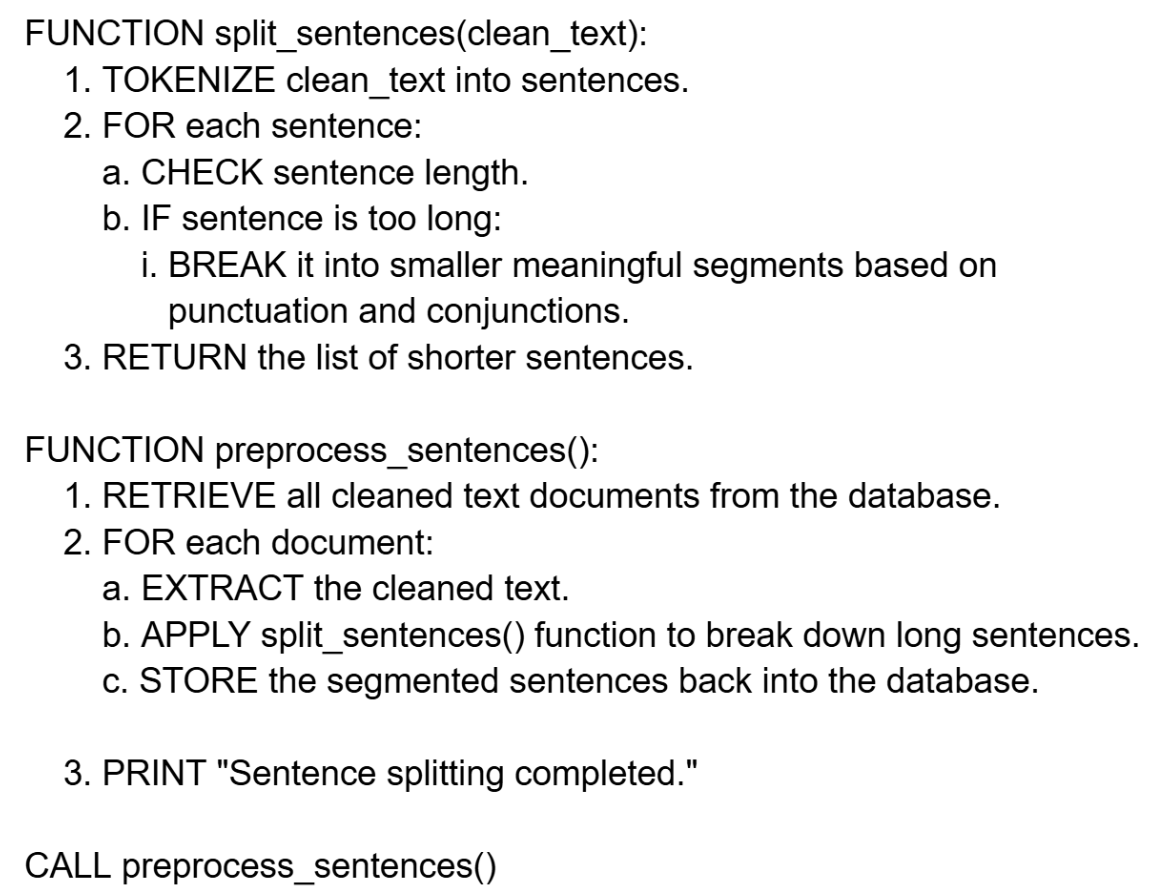 FUNCTION split_sentences(clean_text):
1. TOKENIZE clean_text into sentences.
2. FOR each sentence:
a. CHECK sentence length.
b. IF sentence is too long:
i. BREAK it into smaller meaningful segments based on
punctuation and conjunctions.
3. RETURN the list of shorter sentences.
FUNCTION preprocess_sentences():
1. RETRIEVE all cleaned text documents from the database.
2. FOR each document:
a. EXTRACT the cleaned text.
b. APPLY split_sentences() function to break down long sentences.
c. STORE the segmented sentences back into the database.
3. PRINT "Sentence splitting completed."
CALL preprocess_sentences()